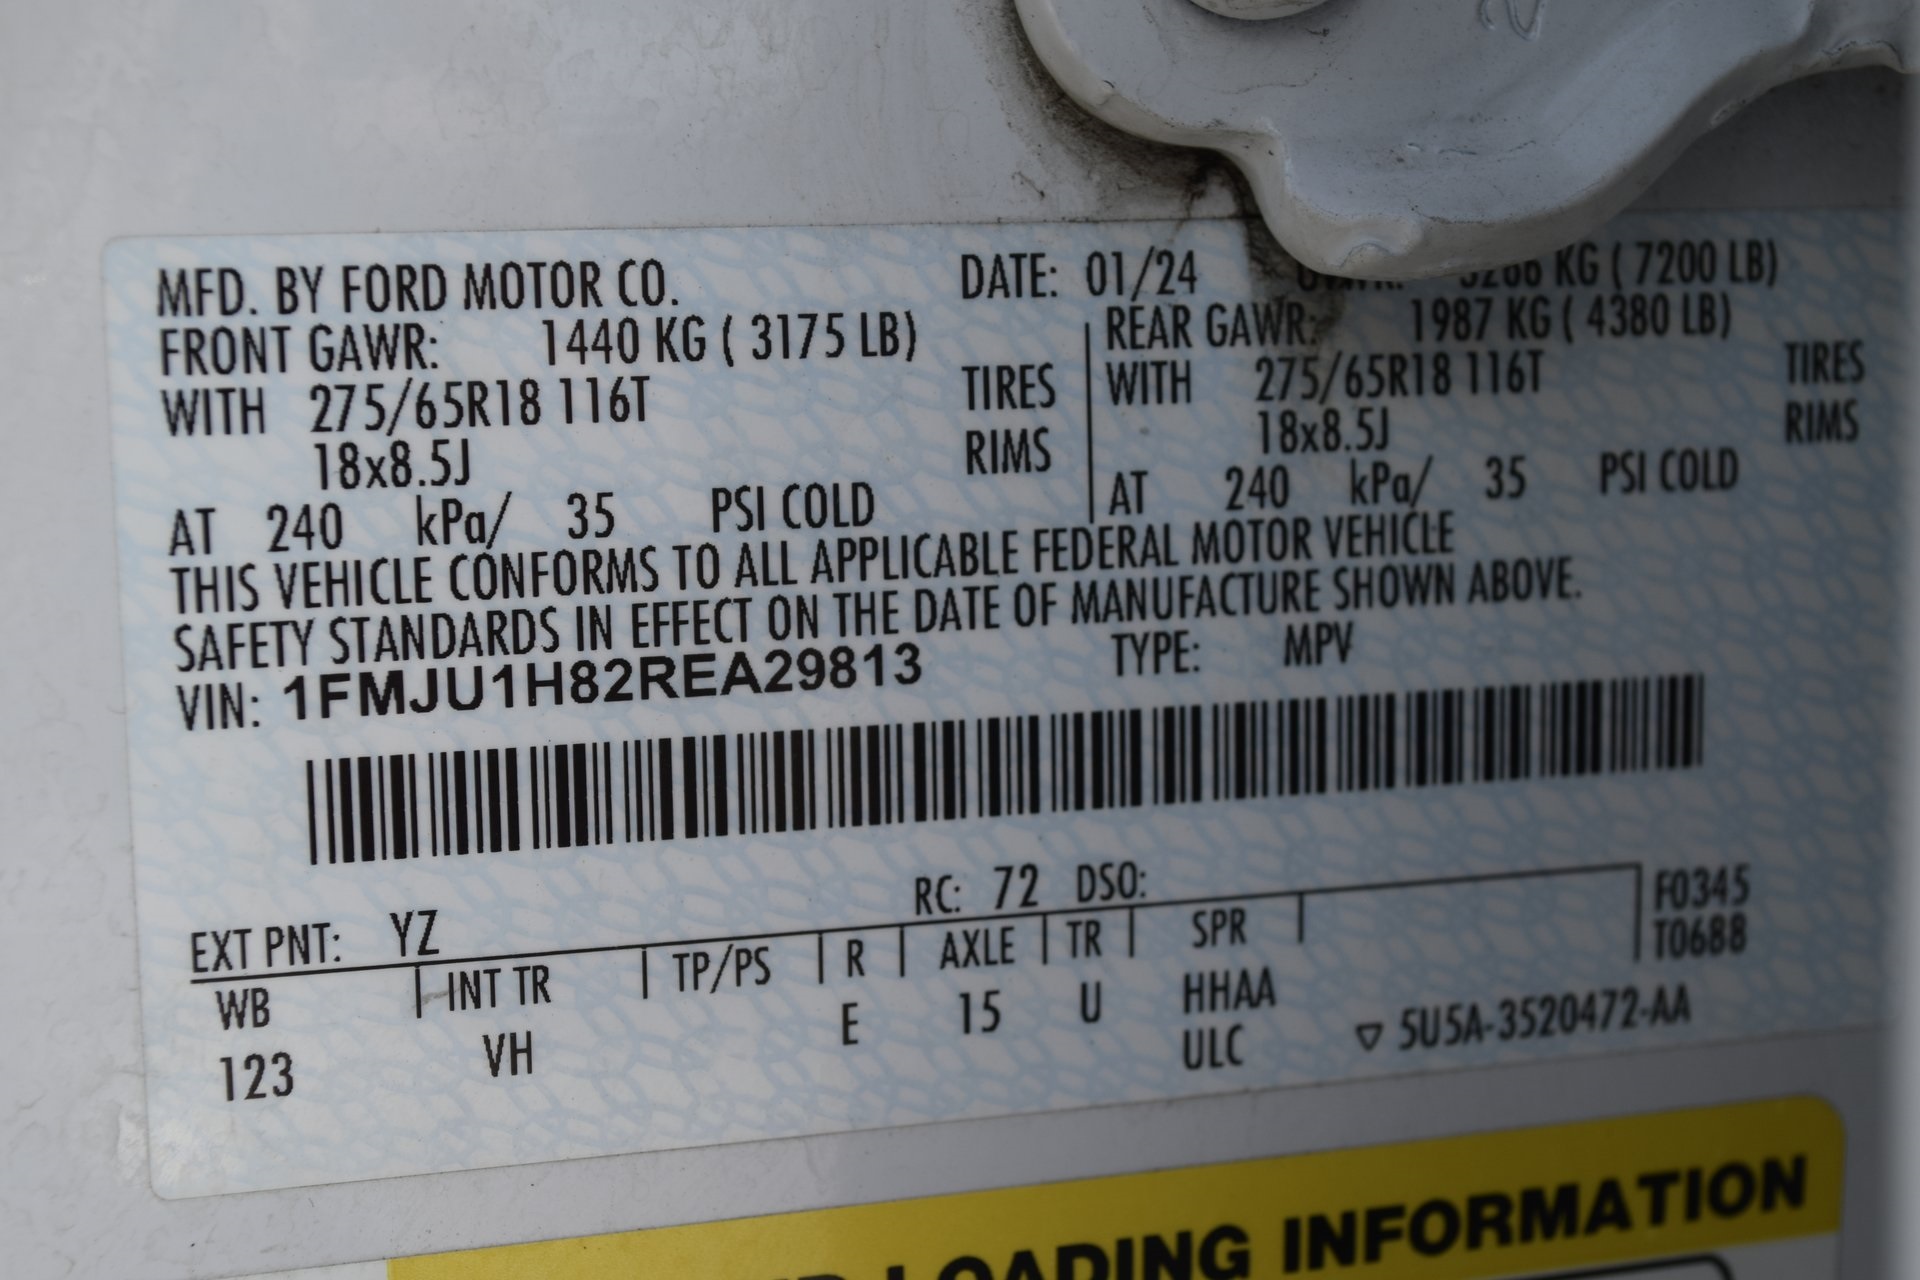 MFD. BY FORD MOTOR CO. DATE: 01/24 KG ( 7200 LB)
FRONT GAWR: 1440 KG ( 3175 LB) REAR GAWR: 1987 KG ( 4380 LB)
WITH 275/65R18 116T TIRES WITH 275/65R18 116T TIRES
18x8.5J RIMS 18x8.5J RIMS
AT 240 kPa/ 35 PSI COLD AT 240 kPa/ 35 PSI COLD
THIS VEHICLE CONFORMS TO ALL APPLICABLE FEDERAL MOTOR VEHICLE
SAFETY STANDARDS IN EFFECT ON THE DATE OF MANUFACTURE SHOWN ABOVE.
VIN: 1FMJU1H82REA29813 TYPE: MPV
EXT PNT: YZ RC: 72 DSO: F0345
WB INT TR TP/PS R AXLE TR SPR T0688
123 VH E 15 U HHAA
ULC ▽ 5U5A-3520472-AA
LOADING INFORMATION